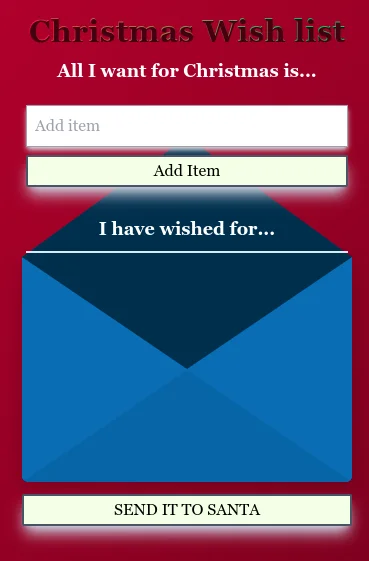 Christmas Wish list
All I want for Christmas is...
Add item
Add Item
I have wished for...
SEND IT TO SANTA